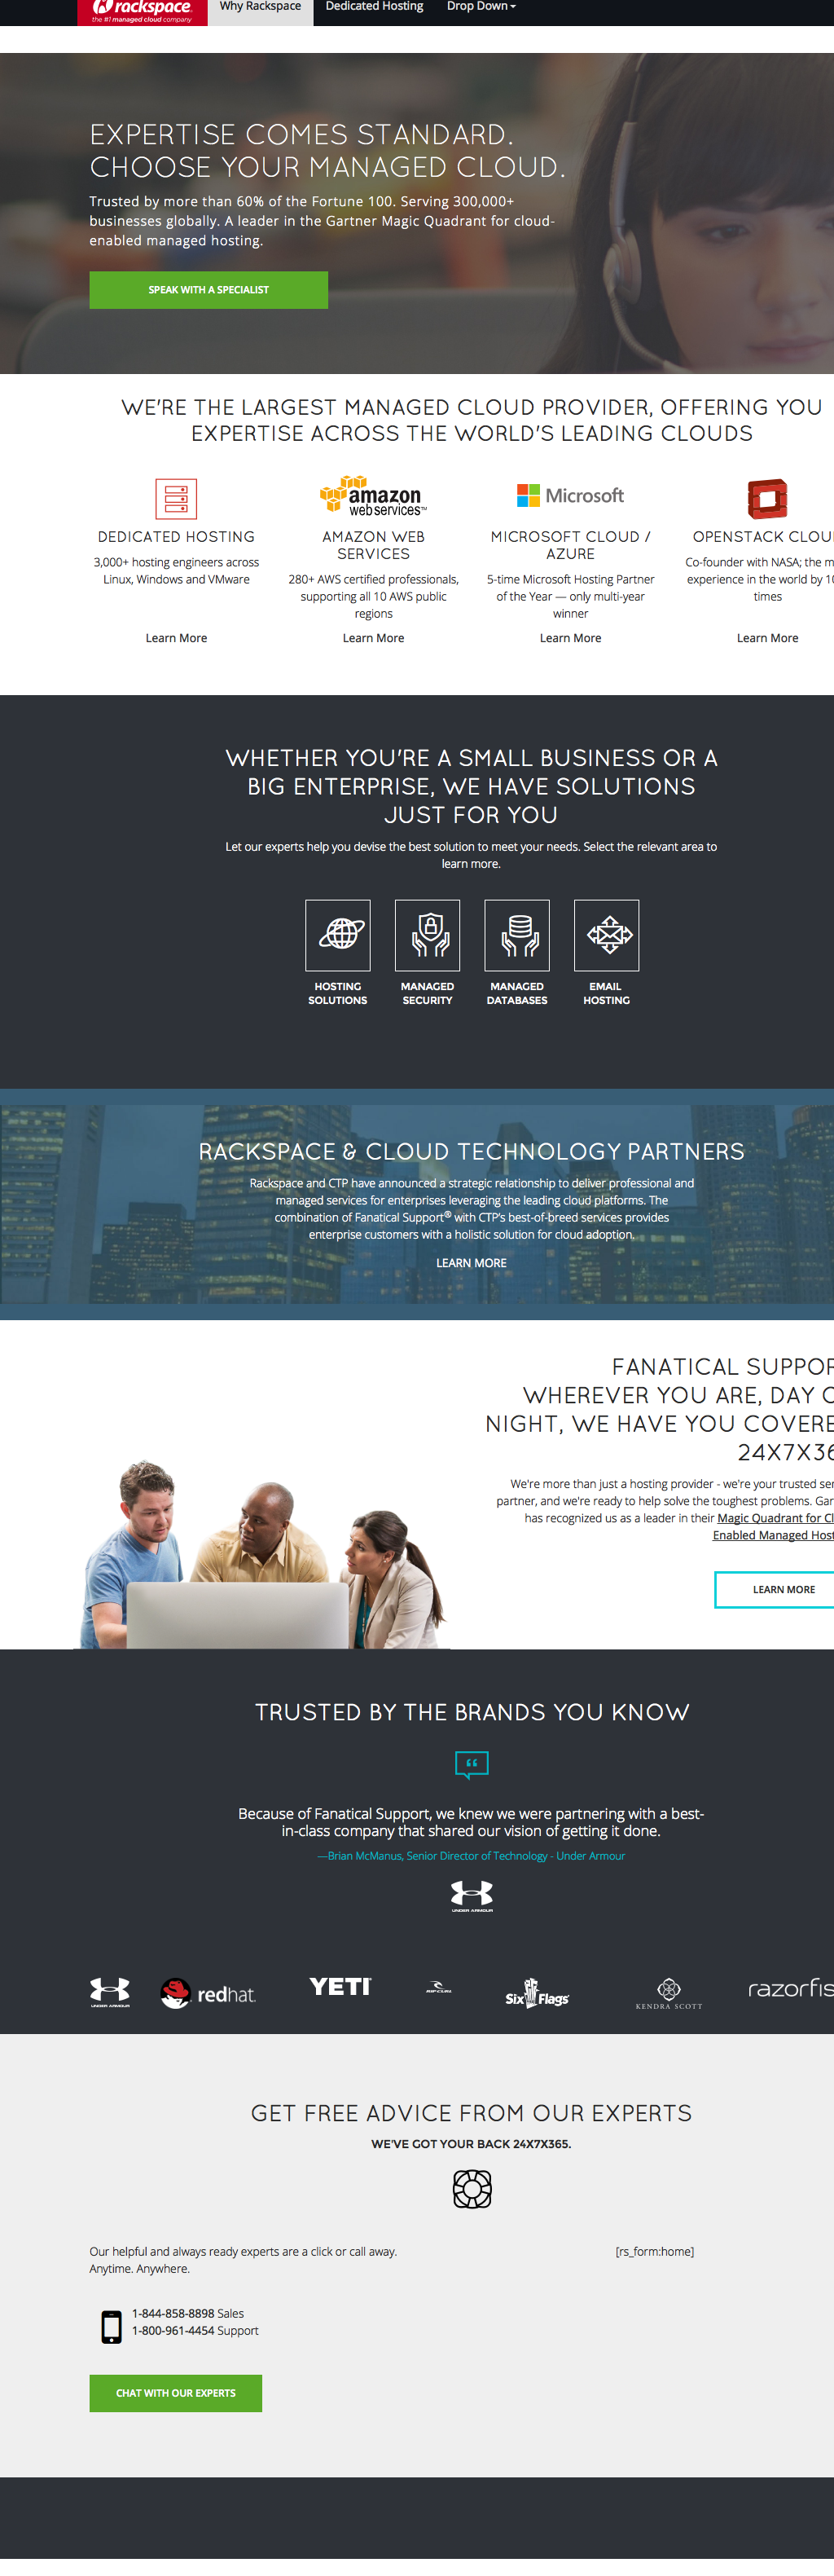 rackspace.
the #1 managed cloud company
Why Rackspace
Dedicated Hosting
Drop Down
EXPERTISE COMES STANDARD.
CHOOSE YOUR MANAGED CLOUD.
Trusted by more than 60% of the Fortune 100. Serving 300,000+
businesses globally. A leader in the Gartner Magic Quadrant for cloud-
enabled managed hosting.
SPEAK WITH A SPECIALIST
WE'RE THE LARGEST MANAGED CLOUD PROVIDER, OFFERING YOU
EXPERTISE ACROSS THE WORLD'S LEADING CLOUDS
DEDICATED HOSTING
3,000+ hosting engineers across
Linux, Windows and VMware
Learn More
amazon
webservices™
AMAZON WEB
SERVICES
280+ AWS certified professionals,
supporting all 10 AWS public
regions
Learn More
Microsoft
MICROSOFT CLOUD /
AZURE
5-time Microsoft Hosting Partner
of the Year — only multi-year
winner
Learn More
OPENSTACK CLOU
Co-founder with NASA; the m
experience in the world by 10
times
Learn More
WHETHER YOU'RE A SMALL BUSINESS OR A
BIG ENTERPRISE, WE HAVE SOLUTIONS
JUST FOR YOU
Let our experts help you devise the best solution to meet your needs. Select the relevant area to
learn more.
HOSTING
SOLUTIONS
MANAGED
SECURITY
MANAGED
DATABASES
EMAIL
HOSTING
RACKSPACE & CLOUD TECHNOLOGY PARTNERS
Rackspace and CTP have announced a strategic relationship to deliver professional and
managed services for enterprises leveraging the leading cloud platforms. The
combination of Fanatical Support® with CTP's best-of-breed services provides
enterprise customers with a holistic solution for cloud adoption.
LEARN MORE
FANATICAL SUPPOR
WHEREVER YOU ARE, DAY O
NIGHT, WE HAVE YOU COVERE
24X7X36
We're more than just a hosting provider - we're your trusted ser
partner, and we're ready to help solve the toughest problems. Gar
has recognized us as a leader in their Magic Quadrant for Cl
Enabled Managed Host
LEARN MORE
TRUSTED BY THE BRANDS YOU KNOW
Because of Fanatical Support, we knew we were partnering with a best-
in-class company that shared our vision of getting it done.
—Brian McManus, Senior Director of Technology - Under Armour
UNDER ARMOUR
UNDER ARMOUR
redhat.
YETI
RIP CURL
Six Flags
KENDRA SCOTT
razorfis
GET FREE ADVICE FROM OUR EXPERTS
WE'VE GOT YOUR BACK 24X7X365.
Our helpful and always ready experts are a click or call away.
Anytime. Anywhere.
[rs_form:home]
1-844-858-8898 Sales
1-800-961-4454 Support
CHAT WITH OUR EXPERTS